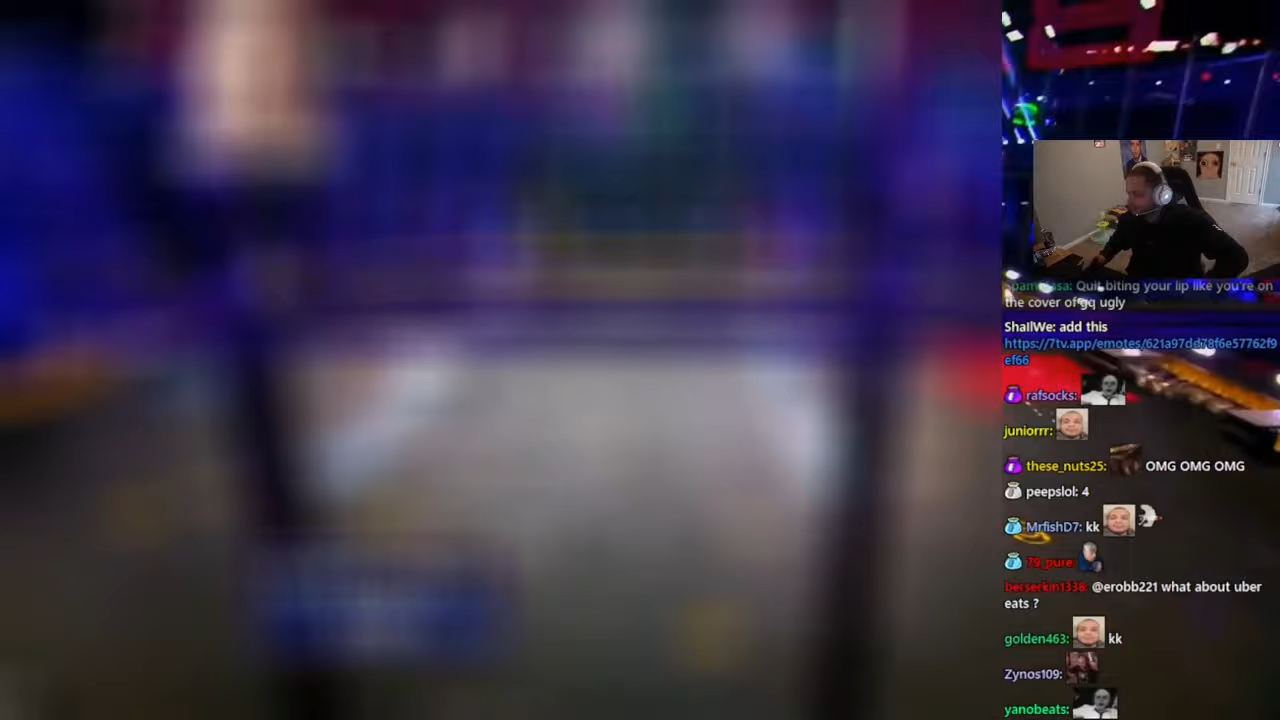 Quit biting your lip like you're on
the cover of gq ugly
ShallWe: add this
https://7tv.app/emotes/621a97dd78f6e57762f9
ef66
rafsocks:
juniorrr:
these_nuts25: OMG OMG OMG
peepslol: 4
MrfishD7: kk
79_pure:
berserkin1338: @erobb221 what about uber
eats ?
golden463: kk
Zynos109:
yanobeats: